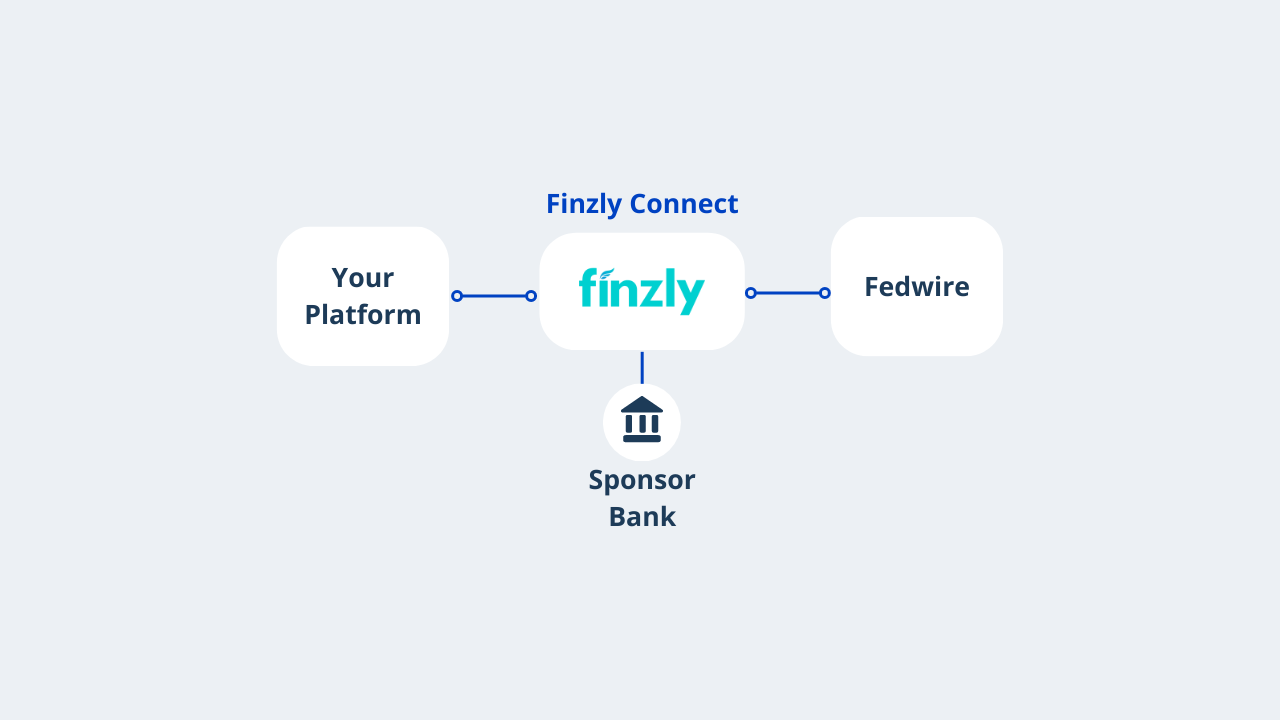 Finzly Connect
Your
Platform
finzly
Fedwire
Sponsor
Bank